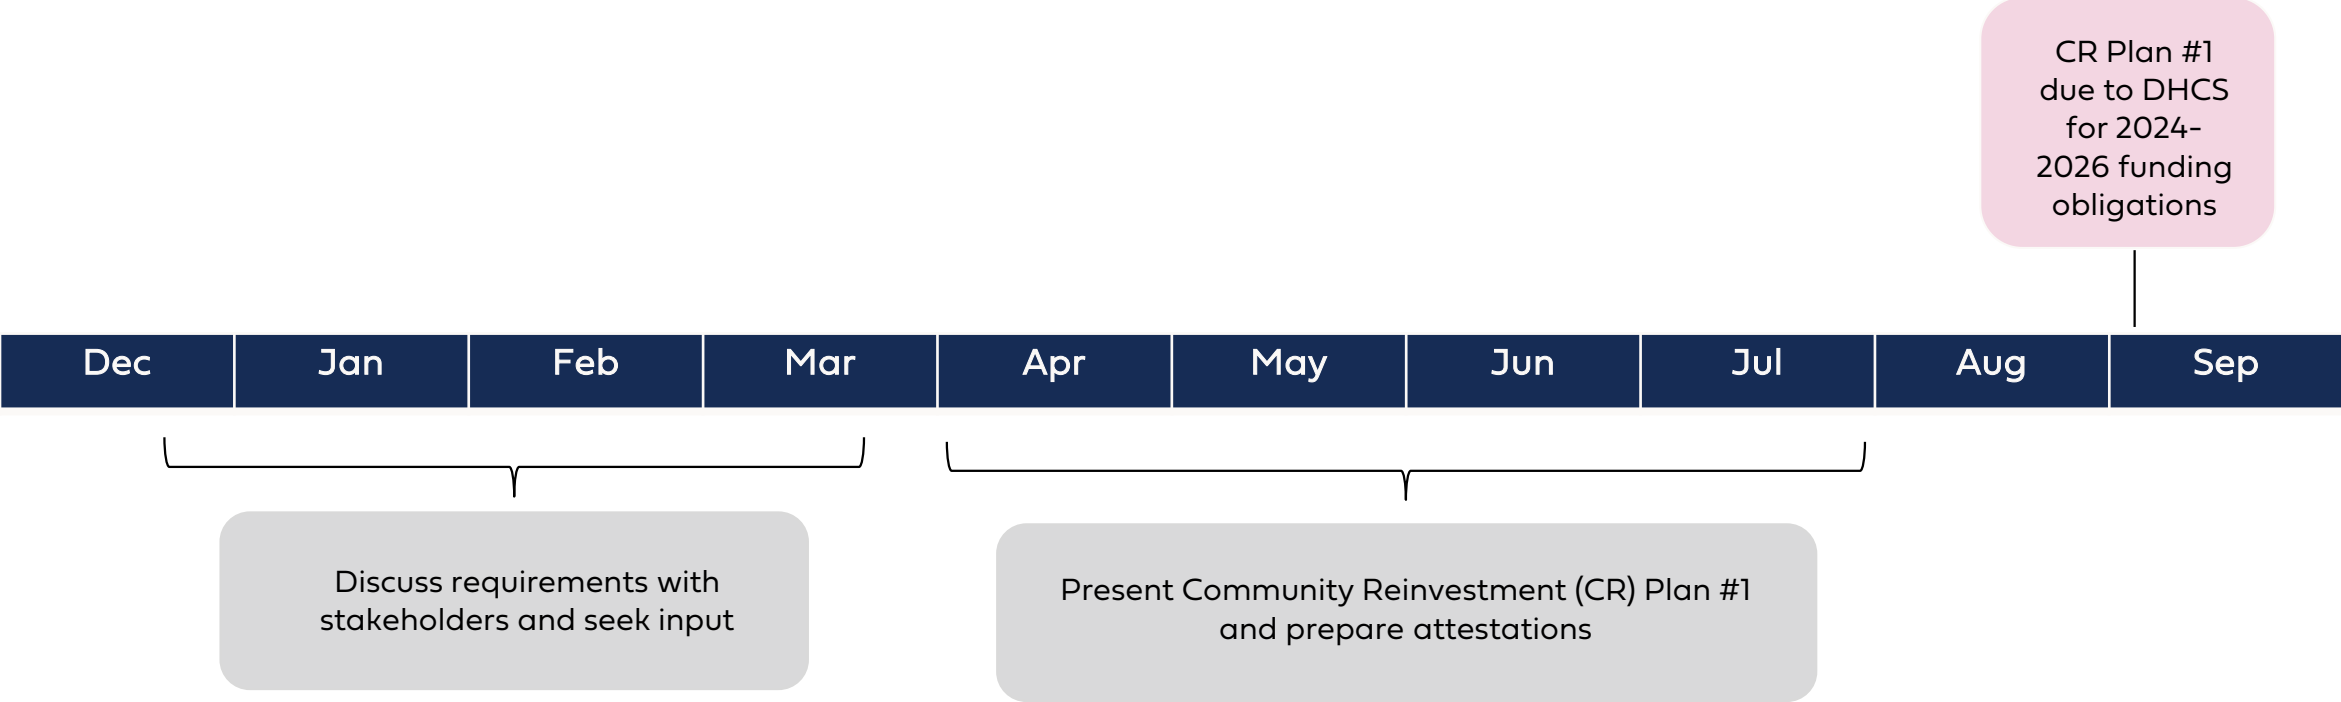 CR Plan #1
due to DHCS
for 2024-
2026 funding
obligations
Dec
Jan
Feb
Mar
Apr
May
Jun
Jul
Aug
Sep
Discuss requirements with
stakeholders and seek input
Present Community Reinvestment (CR) Plan #1
and prepare attestations